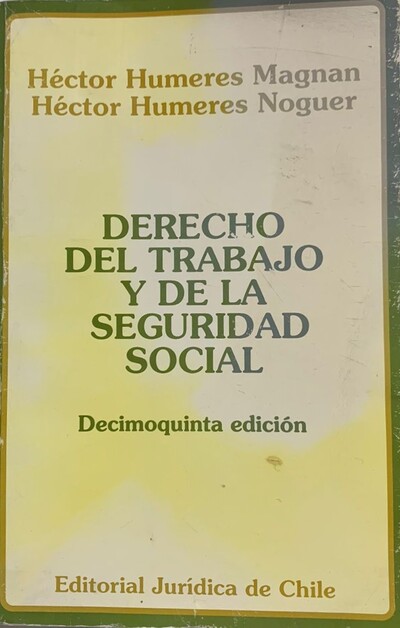 Héctor Humeres Magnan
Héctor Humeres Noguer
DERECHO
DEL TRABAJO
Y DE LA
SEGURIDAD
SOCIAL
Decimoquinta edición
Editorial Jurídica de Chile